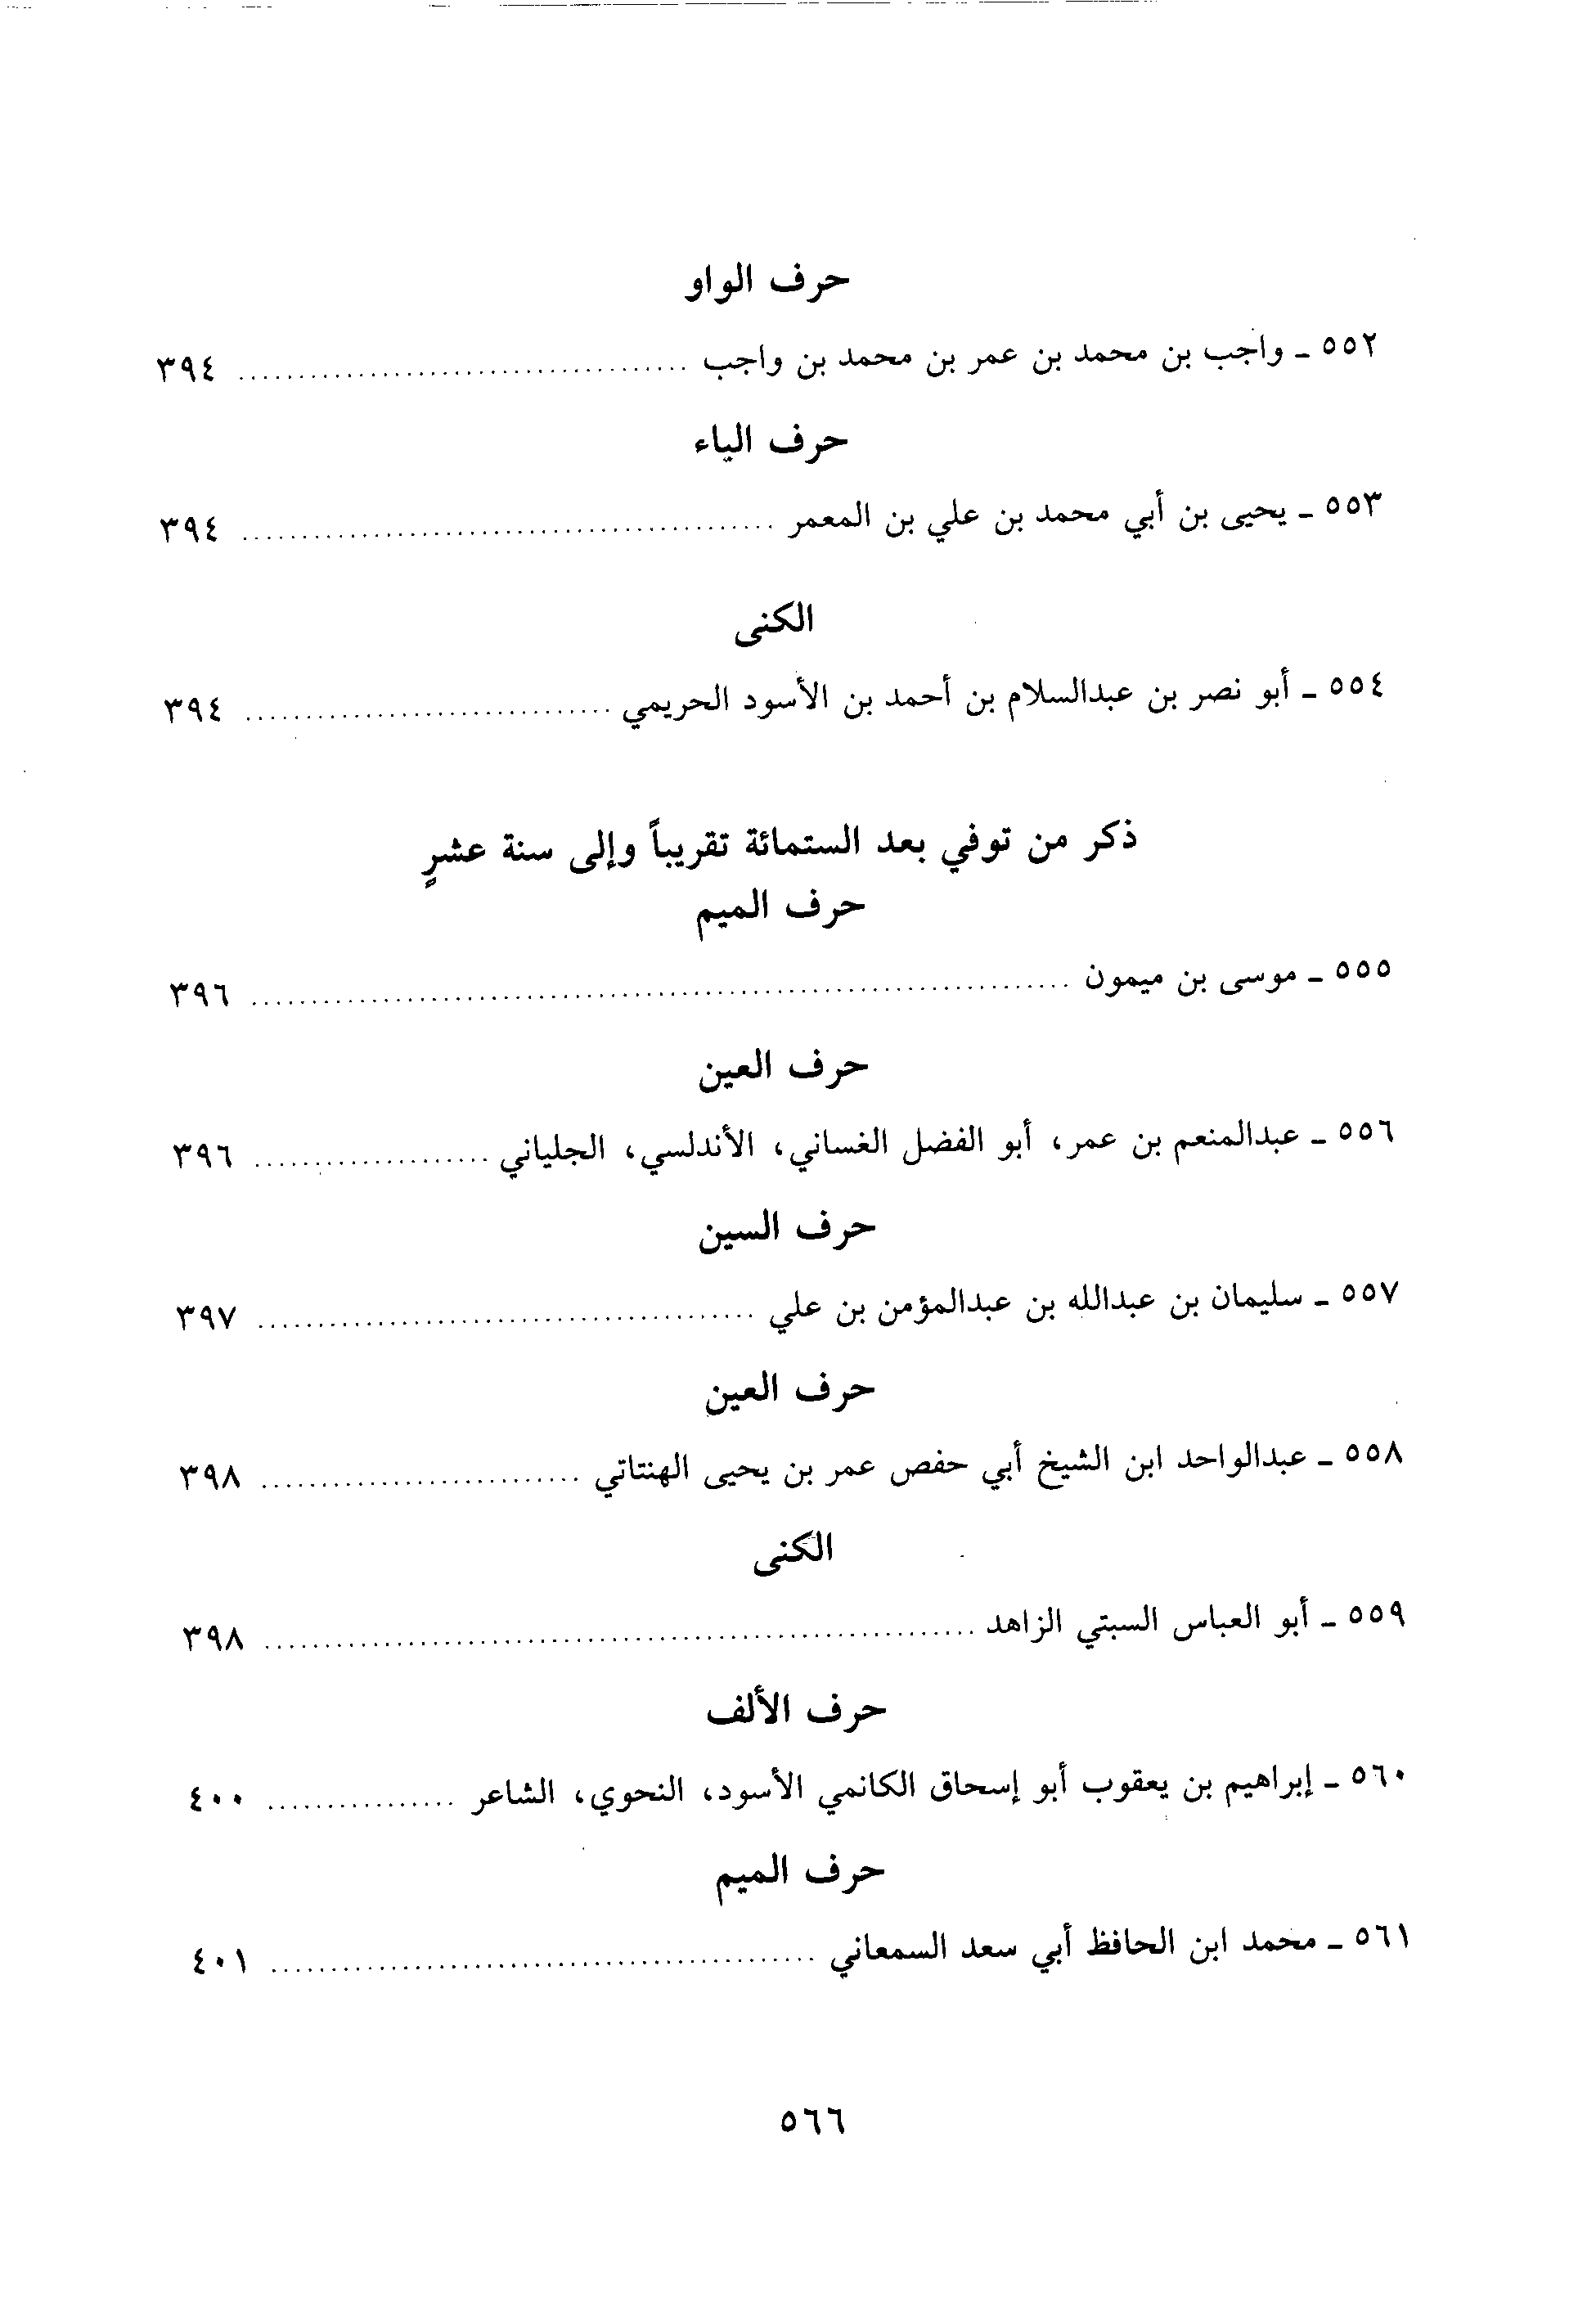 حرف الواو
٥٥٢ ـ واجب بن محمد بن عمر بن محمد بن واجب .......... ٣٩٤
حرف الياء
٥٥٣ ـ يحيى بن أبي محمد بن علي بن المعمر .......... ٣٩٤
الكنى
٥٥٤ ـ أبو نصر بن عبدالسلام بن أحمد بن الأسود الحريمي .......... ٣٩٤
ذكر من توفي بعد الستمائة تقريباً وإلى سنة عشرٍ
حرف الميم
٥٥٥ ـ موسى بن ميمون .......... ٣٩٦
حرف العين
٥٥٦ ـ عبدالمنعم بن عمر، أبو الفضل الغساني، الأندلسي، الجلياني .......... ٣٩٦
حرف السين
٥٥٧ ـ سليمان بن عبدالله بن عبدالمؤمن بن علي .......... ٣٩٧
حرف العين
٥٥٨ ـ عبدالواحد ابن الشيخ أبي حفص عمر بن يحيى الهنتاتي .......... ٣٩٨
الكنى
٥٥٩ ـ أبو العباس السبتي الزاهد .......... ٣٩٨
حرف الألف
٥٦٠ ـ إبراهيم بن يعقوب أبو إسحاق الكانمي الأسود، النحوي، الشاعر .......... ٤٠٠
حرف الميم
٥٦١ ـ محمد ابن الحافظ أبي سعد السمعاني .......... ٤٠١
٥٦٦